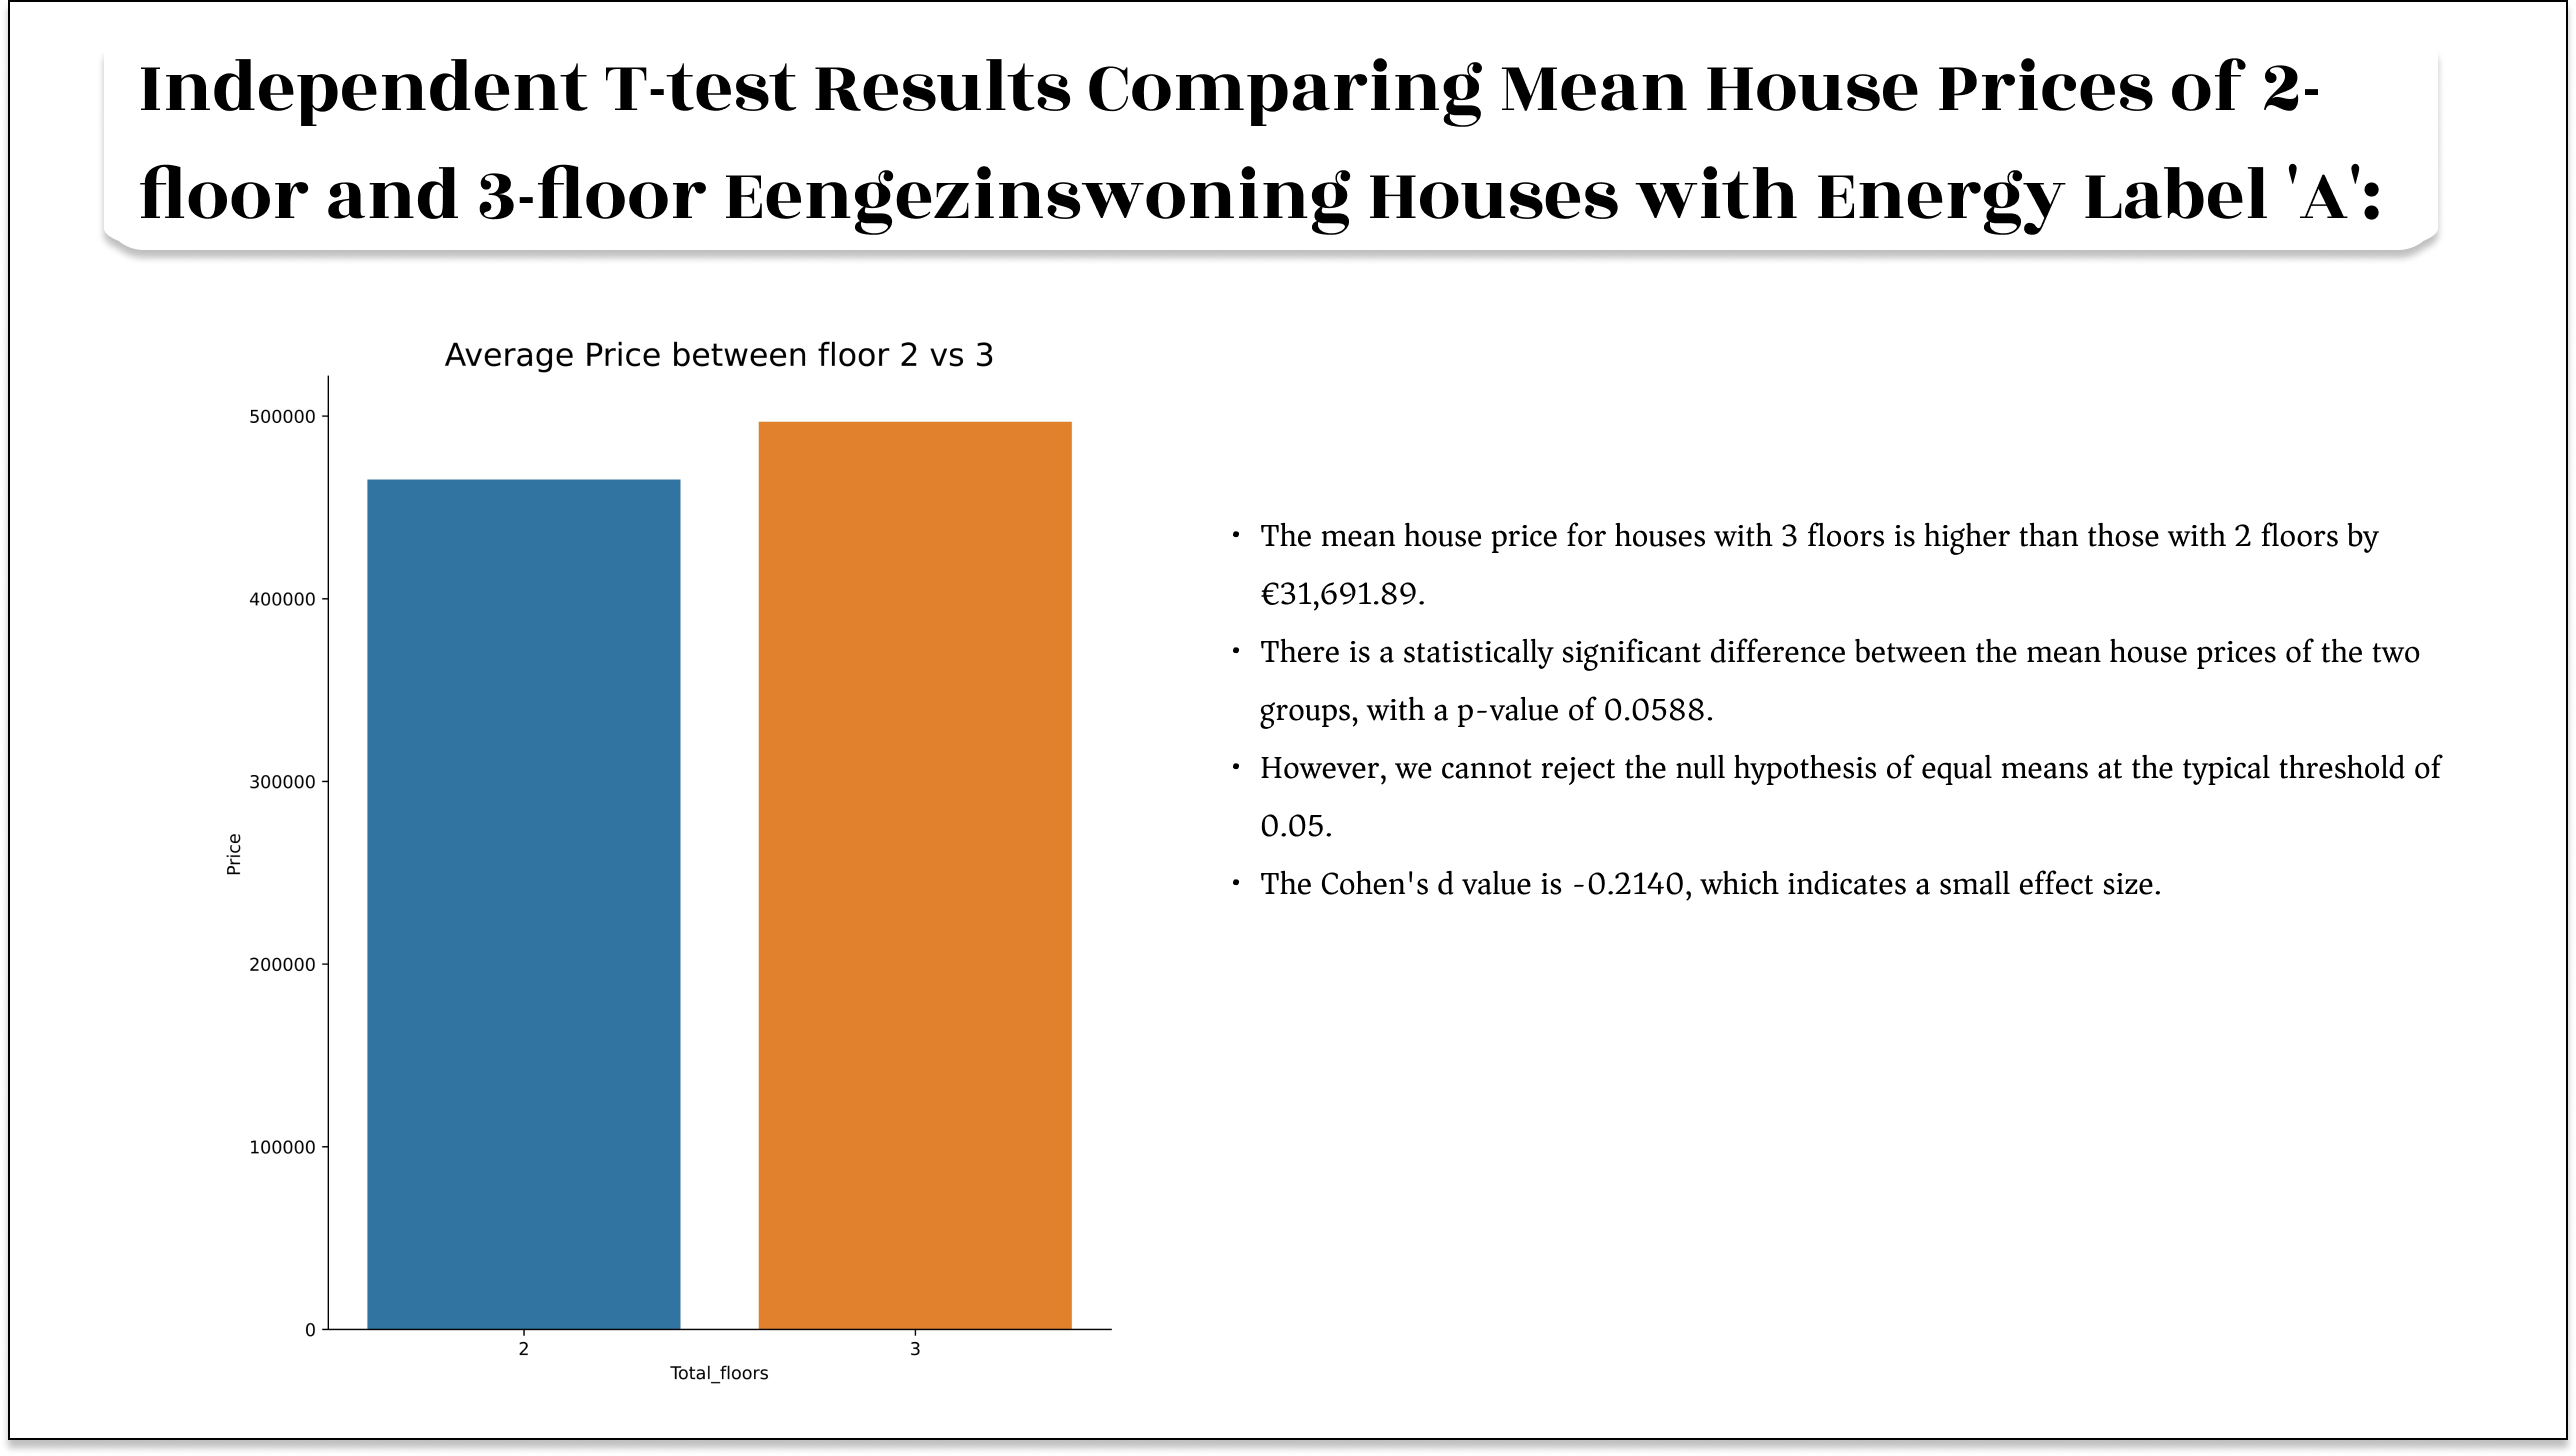 Independent T-test Results Comparing Mean House Prices of 2-
floor and 3-floor Eengezinswoning Houses with Energy Label 'A':
Average Price between floor 2 vs 3
500000
400000
300000
200000
100000
0
Price
2
3
Total_floors
• The mean house price for houses with 3 floors is higher than those with 2 floors by
€31,691.89.
• There is a statistically significant difference between the mean house prices of the two
groups, with a p-value of 0.0588.
• However, we cannot reject the null hypothesis of equal means at the typical threshold of
0.05.
• The Cohen's d value is -0.2140, which indicates a small effect size.